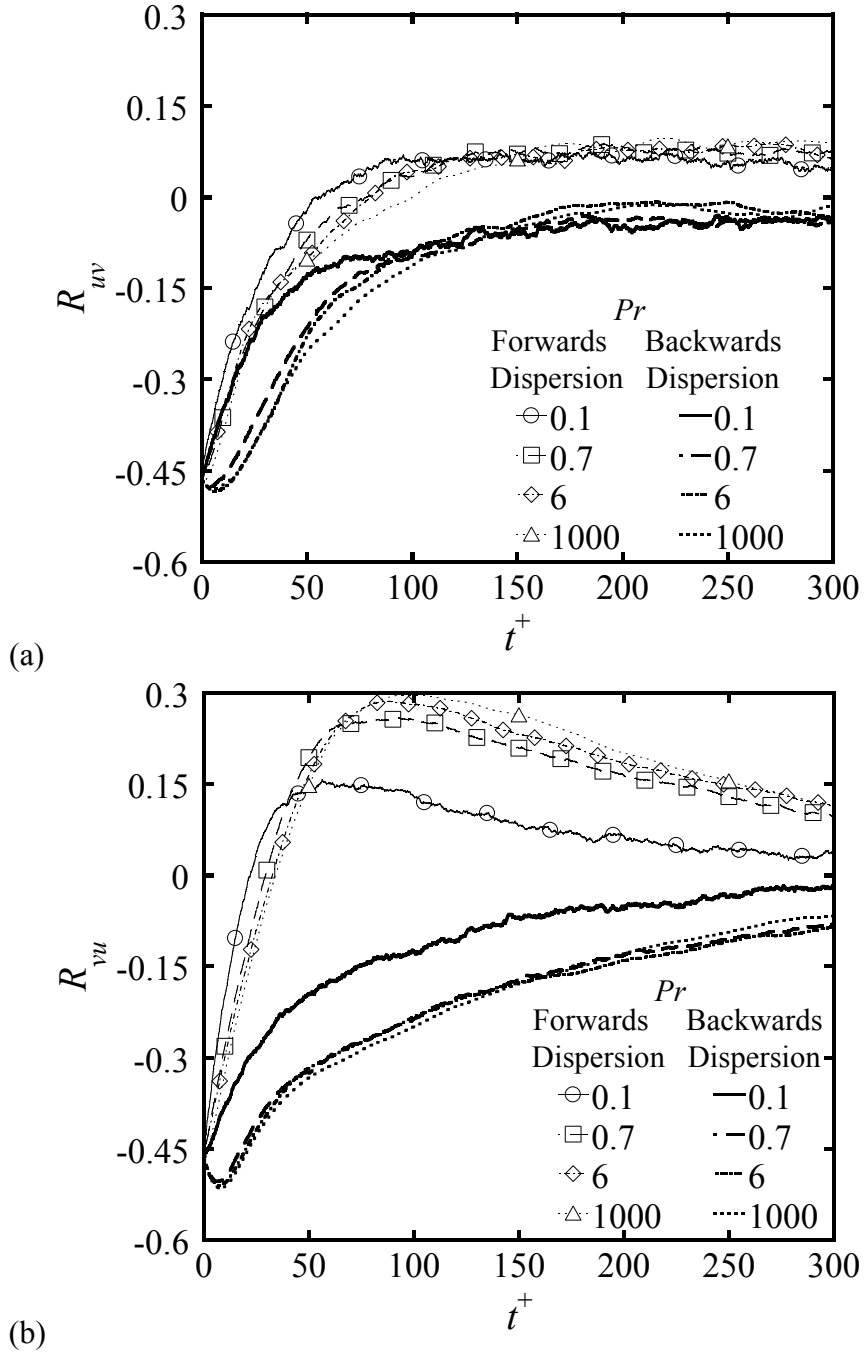 0.3
0.15
0
-0.15
-0.3
-0.45
-0.6
R_uv
Pr
Forwards Backwards
Dispersion Dispersion
0.1 0.1
0.7 0.7
6 6
1000 1000
0 50 100 150 200 250 300
t^+
(a)
0.3
0.15
0
-0.15
-0.3
-0.45
-0.6
R_vu
Pr
Forwards Backwards
Dispersion Dispersion
0.1 0.1
0.7 0.7
6 6
1000 1000
0 50 100 150 200 250 300
t^+
(b)